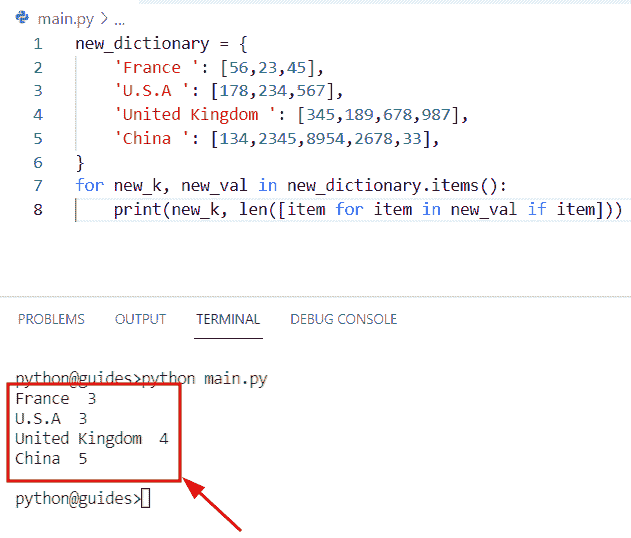 main.py > ...
1 new_dictionary = {
2     'France ': [56,23,45],
3     'U.S.A ': [178,234,567],
4     'United Kingdom ': [345,189,678,987],
5     'China ': [134,2345,8954,2678,33],
6 }
7 for new_k, new_val in new_dictionary.items():
8     print(new_k, len([item for item in new_val if item]))
PROBLEMS OUTPUT TERMINAL DEBUG CONSOLE
python@guides>python main.py
France  3
U.S.A  3
United Kingdom  4
China  5
python@guides>